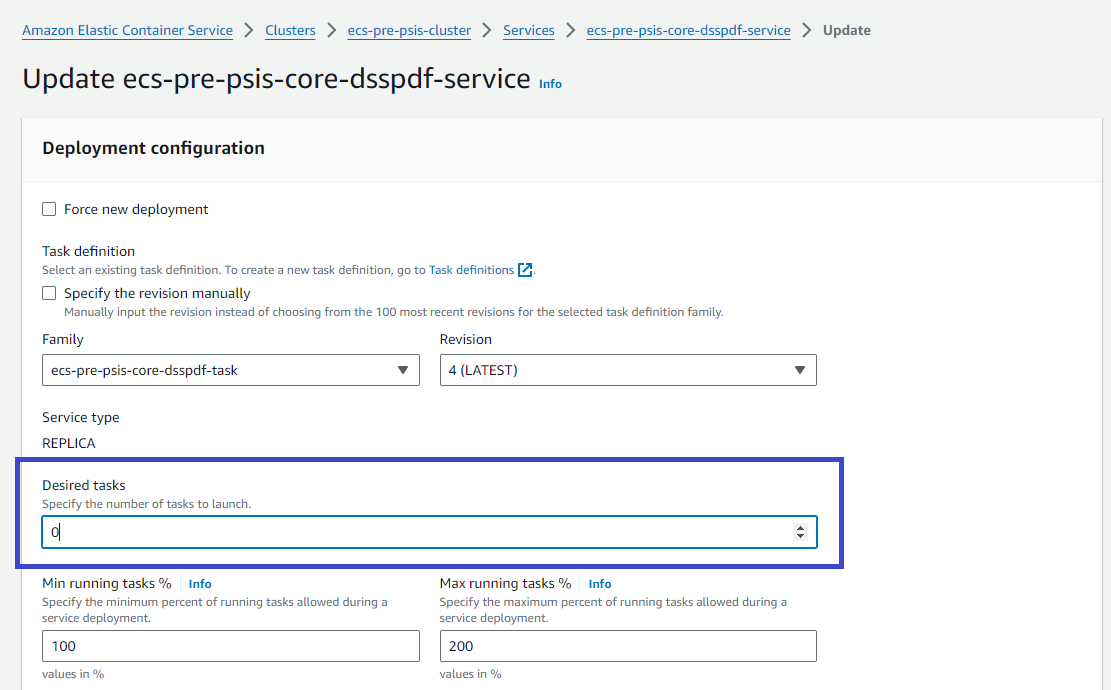 Amazon Elastic Container Service > Clusters > ecs-pre-psis-cluster > Services > ecs-pre-psis-core-dsspdf-service > Update
Update ecs-pre-psis-core-dsspdf-service Info
Deployment configuration
Force new deployment
Task definition
Select an existing task definition. To create a new task definition, go to Task definitions.
Specify the revision manually
Manually input the revision instead of choosing from the 100 most recent revisions for the selected task definition family.
Family Revision
ecs-pre-psis-core-dsspdf-task 4 (LATEST)
Service type
REPLICA
Desired tasks
Specify the number of tasks to launch.
0
Min running tasks % Info Max running tasks % Info
Specify the minimum percent of running tasks allowed during a Specify the maximum percent of running tasks allowed during a
service deployment. service deployment.
100 200
values in % values in %